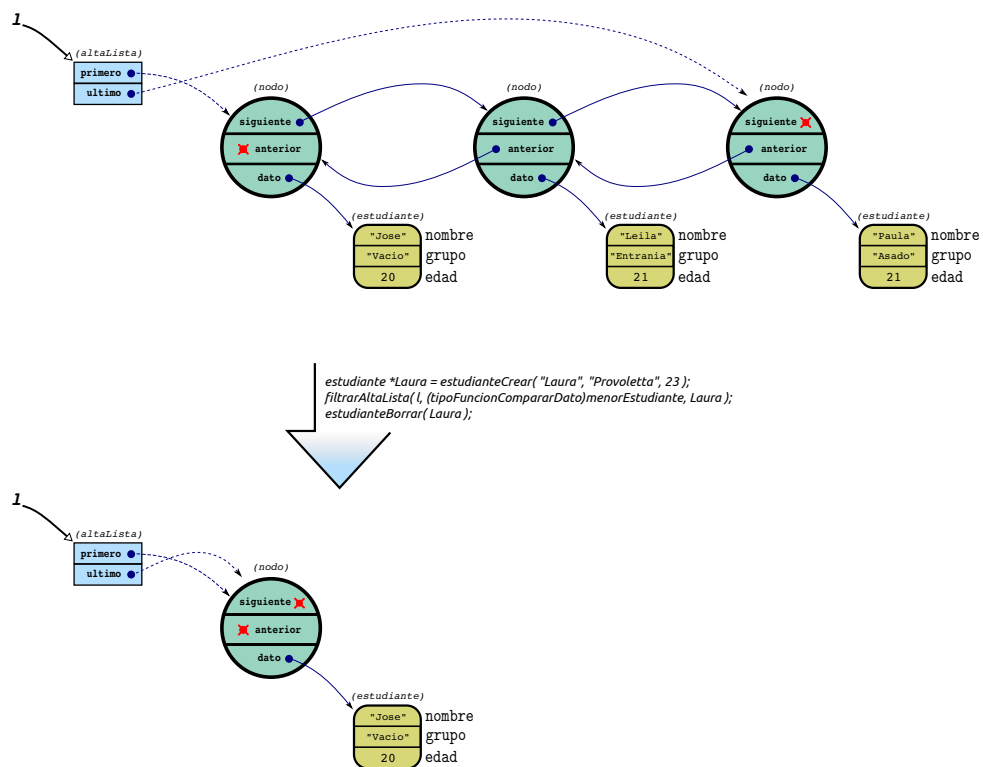 l
(altaLista)
primero
ultimo
(nodo)
siguiente
anterior
dato
(nodo)
siguiente
anterior
dato
(nodo)
siguiente
anterior
dato
(estudiante)
"Jose" nombre
"Vacio" grupo
20 edad
(estudiante)
"Leila" nombre
"Entrania" grupo
21 edad
(estudiante)
"Paula" nombre
"Asado" grupo
21 edad
estudiante *Laura = estudianteCrear( "Laura", "Provoletta", 23 );
filtrarAltaLista( l, (tipoFuncionCompararDato)menorEstudiante, Laura );
estudianteBorrar( Laura );
l
(altaLista)
primero
ultimo
(nodo)
siguiente
anterior
dato
(estudiante)
"Jose" nombre
"Vacio" grupo
20 edad